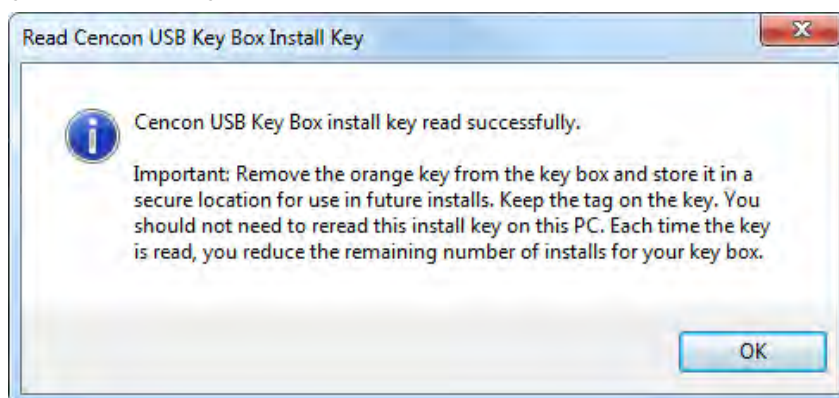 Read Cencon USB Key Box Install Key
Cencon USB Key Box install key read successfully.
Important: Remove the orange key from the key box and store it in a
secure location for use in future installs. Keep the tag on the key. You
should not need to reread this install key on this PC. Each time the key
is read, you reduce the remaining number of installs for your key box.
OK